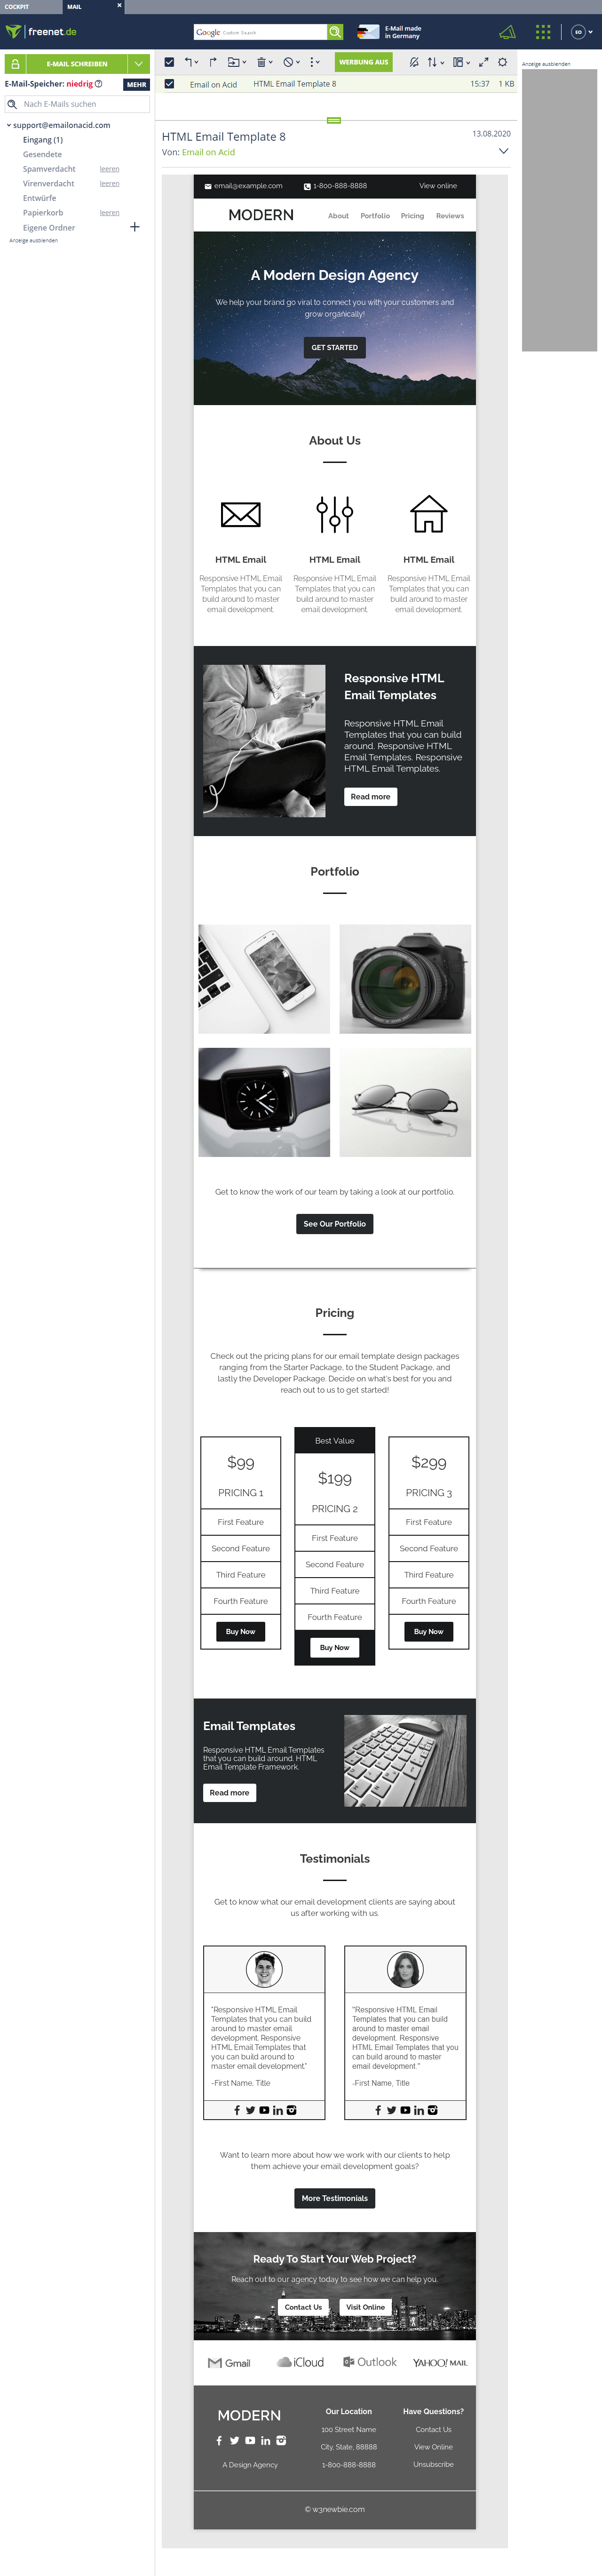 COCKPIT
MAIL
freenet.de
Google Custom Search
E-Mail made
in Germany
EO
E-MAIL SCHREIBEN
WERBUNG AUS
Anzeige ausblenden
E-Mail-Speicher: niedrig
MEHR
Email on Acid
HTML Email Template 8
15:37
1 KB
Nach E-Mails suchen
support@emailonacid.com
Eingang (1)
Gesendete
Spamverdacht
leeren
Virenverdacht
leeren
Entwürfe
Papierkorb
leeren
Eigene Ordner
Anzeige ausblenden
HTML Email Template 8
13.08.2020
Von: Email on Acid
email@example.com
1-800-888-8888
View online
MODERN
About
Portfolio
Pricing
Reviews
A Modern Design Agency
We help your brand go viral to connect you with your customers and
grow organically!
GET STARTED
About Us
HTML Email
Responsive HTML Email
Templates that you can
build around to master
email development.
HTML Email
Responsive HTML Email
Templates that you can
build around to master
email development.
HTML Email
Responsive HTML Email
Templates that you can
build around to master
email development.
Responsive HTML
Email Templates
Responsive HTML Email
Templates that you can build
around. Responsive HTML
Email Templates. Responsive
HTML Email Templates.
Read more
Portfolio
Get to know the work of our team by taking a look at our portfolio.
See Our Portfolio
Pricing
Check out the pricing plans for our email template design packages
ranging from the Starter Package, to the Student Package, and
lastly the Developer Package. Decide on what's best for you and
reach out to us to get started!
$99
PRICING 1
First Feature
Second Feature
Third Feature
Fourth Feature
Buy Now
Best Value
$199
PRICING 2
First Feature
Second Feature
Third Feature
Fourth Feature
Buy Now
$299
PRICING 3
First Feature
Second Feature
Third Feature
Fourth Feature
Buy Now
Email Templates
Responsive HTML Email Templates
that you can build around. HTML
Email Template Framework.
Read more
Testimonials
Get to know what our email development clients are saying about
us after working with us.
"Responsive HTML Email
Templates that you can build
around to master email
development. Responsive
HTML Email Templates that
you can build around to
master email development."
-First Name, Title
"Responsive HTML Email
Templates that you can build
around to master email
development. Responsive
HTML Email Templates that you
can build around to master
email development."
-First Name, Title
Want to learn more about how we work with our clients to help
them achieve your email development goals?
More Testimonials
Ready To Start Your Web Project?
Reach out to our agency today to see how we can help you.
Contact Us
Visit Online
Gmail
iCloud
Outlook
YAHOO! MAIL
MODERN
A Design Agency
Our Location
100 Street Name
City, State, 88888
1-800-888-8888
Have Questions?
Contact Us
View Online
Unsubscribe
© w3newbie.com